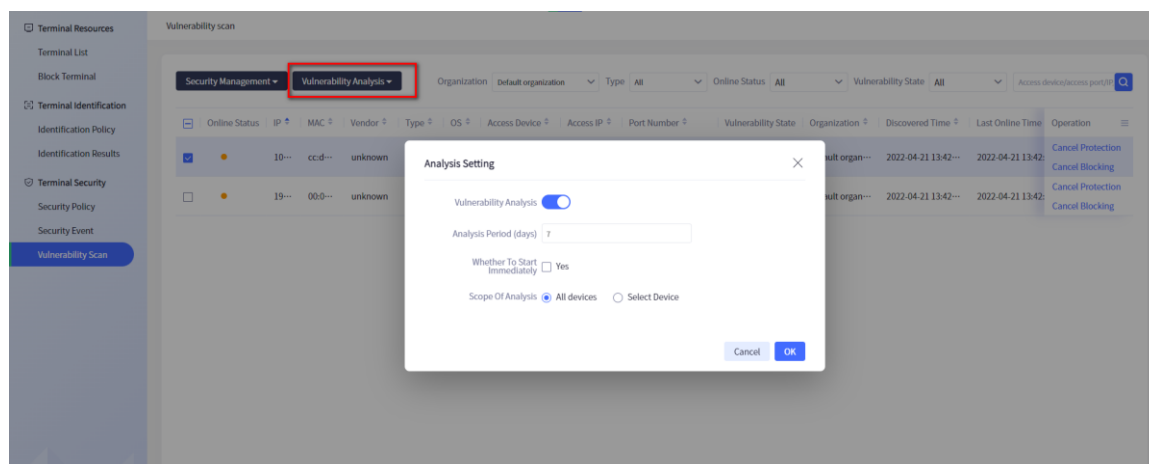 Terminal Resources
Terminal List
Block Terminal
Terminal Identification
Identification Policy
Identification Results
Terminal Security
Security Policy
Security Event
Vulnerability Scan
Vulnerability scan
Security Management Vulnerability Analysis Organization Default organization Type All Online Status All Vulnerability State All Access device/access port/IP
Online Status IP MAC Vendor Type OS Access Device Access IP Port Number Vulnerability State Organization Discovered Time Last Online Time Operation
10··· cc:d··· unknown ault organ··· 2022-04-21 13:42··· 2022-04-21 13:42: Cancel Protection
Cancel Blocking
19··· 00:0··· unknown ault organ··· 2022-04-21 13:42··· 2022-04-21 13:42: Cancel Protection
Cancel Blocking
Analysis Setting
Vulnerability Analysis
Analysis Period (days) 7
Whether To Start
Immediately Yes
Scope Of Analysis All devices Select Device
Cancel OK